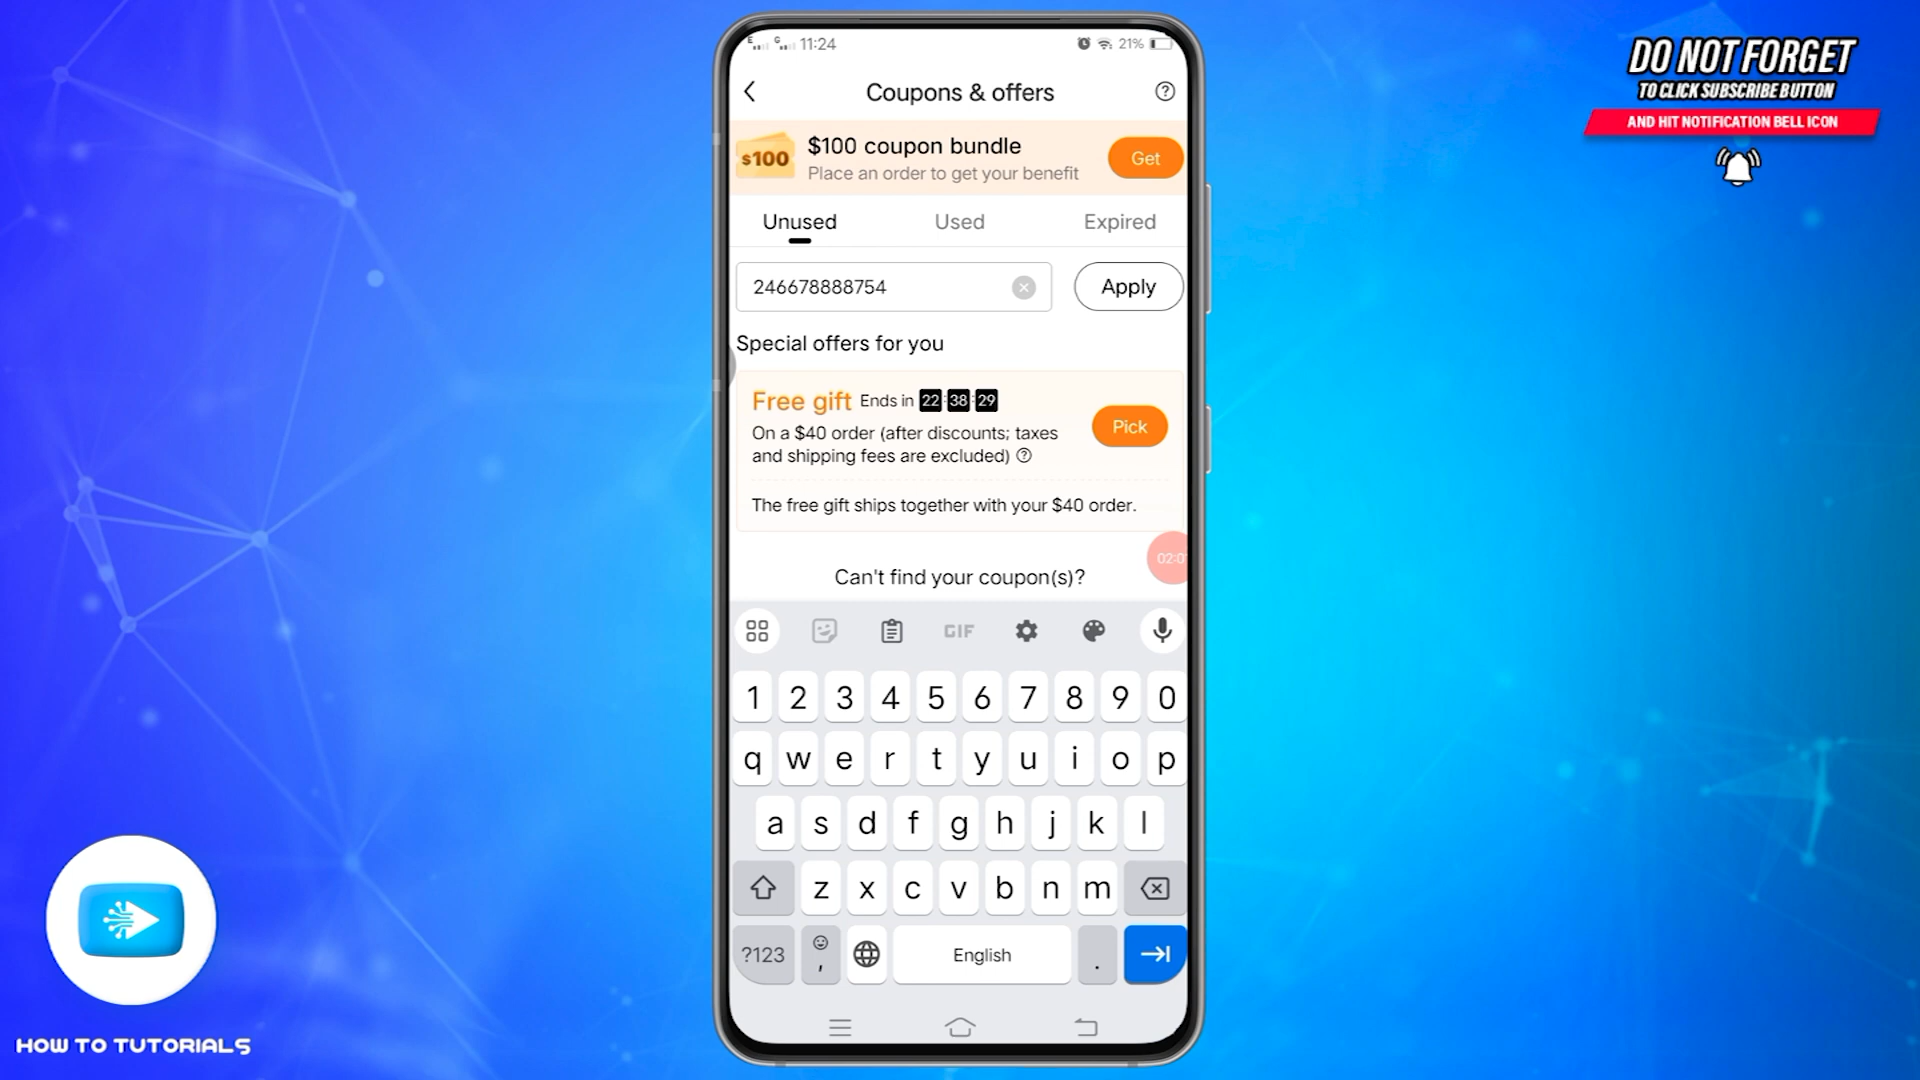 DO NOT FORGET
TO CLICK SUBSCRIBE BUTTON
AND HIT NOTIFICATION BELL ICON
E G 11:24 21%
Coupons & offers
$100 $100 coupon bundle
Place an order to get your benefit
Get
Unused Used Expired
246678888754 Apply
Special offers for you
Free gift Ends in 22:38:29
On a $40 order (after discounts; taxes
and shipping fees are excluded)
Pick
The free gift ships together with your $40 order.
02:0
Can't find your coupon(s)?
GIF
1 2 3 4 5 6 7 8 9 0
q w e r t y u i o p
a s d f g h j k l
z x c v b n m
?123 , English .
HOW TO TUTORIALS